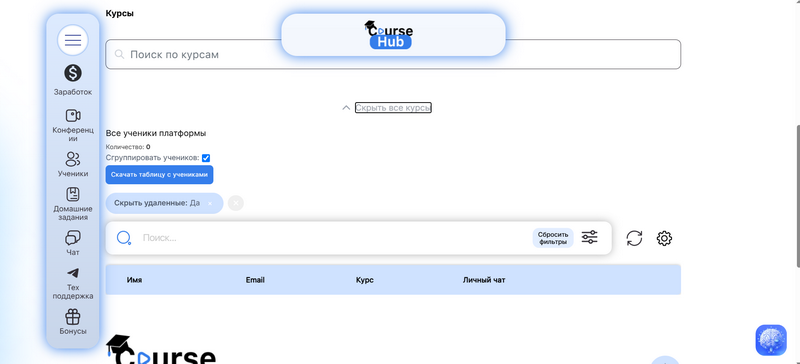 Курсы
Course
Hub
Поиск по курсам
Заработок
Конференц
ии
Ученики
Домашние
задания
Чат
Тех
поддержка
Бонусы
Скрыть все курсы
Все ученики платформы
Количество: 0
Сгруппировать учеников:
Скачать таблицу с учениками
Скрыть удаленные: Да
Поиск...
Сбросить
фильтры
Имя Email Курс Личный чат
Course